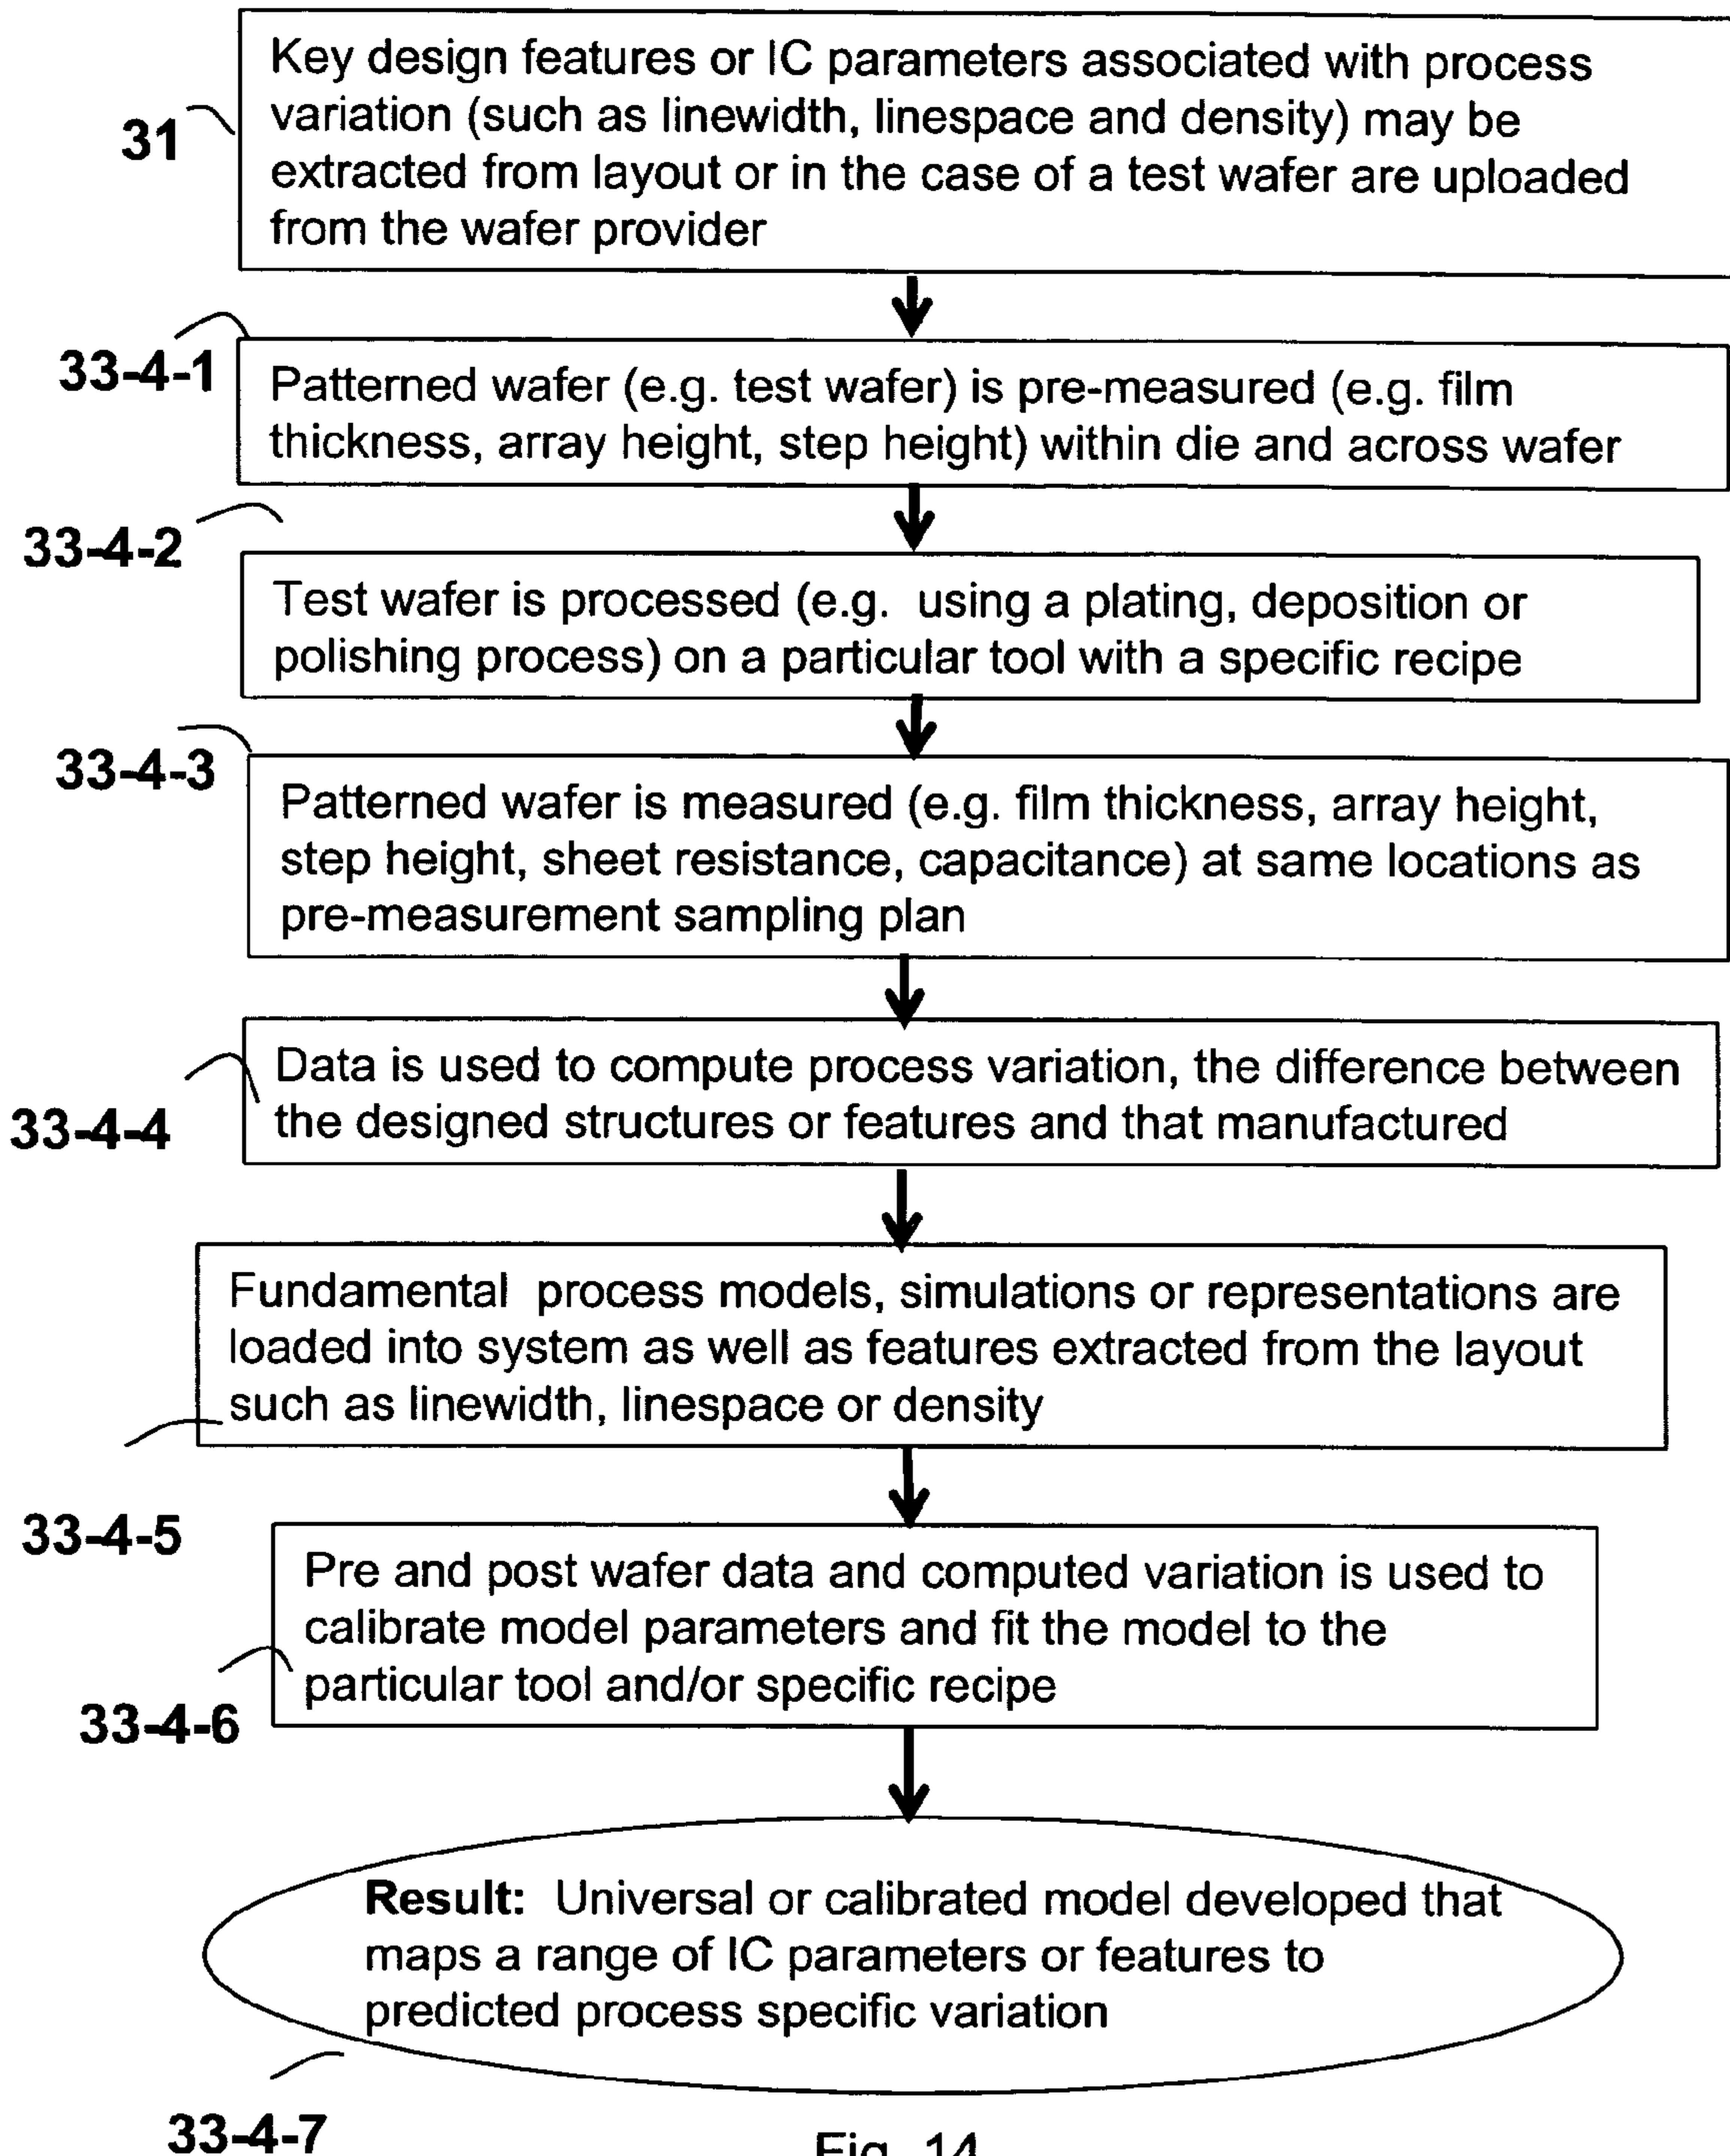 Key design features or IC parameters associated with process
variation (such as linewidth, linespace and density) may be
extracted from layout or in the case of a test wafer are uploaded
from the wafer provider
31
33-4-1
Patterned wafer (e.g. test wafer) is pre-measured (e.g. film
thickness, array height, step height) within die and across wafer
33-4-2
Test wafer is processed (e.g. using a plating, deposition or
polishing process) on a particular tool with a specific recipe
33-4-3
Patterned wafer is measured (e.g. film thickness, array height,
step height, sheet resistance, capacitance) at same locations as
pre-measurement sampling plan
Data is used to compute process variation, the difference between
the designed structures or features and that manufactured
33-4-4
Fundamental process models, simulations or representations are
loaded into system as well as features extracted from the layout
such as linewidth, linespace or density
33-4-5
Pre and post wafer data and computed variation is used to
calibrate model parameters and fit the model to the
particular tool and/or specific recipe
33-4-6
Result: Universal or calibrated model developed that
maps a range of IC parameters or features to
predicted process specific variation
33-4-7
Fig. 14